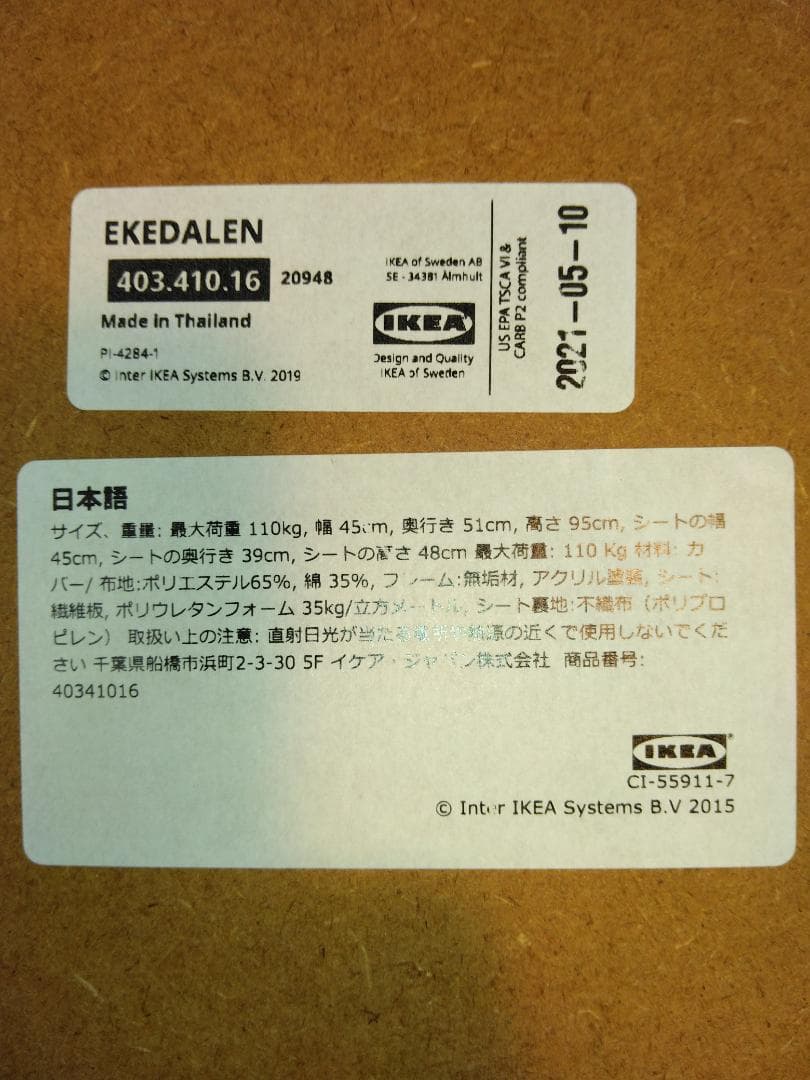 EKEDALEN
403.410.16 20948
Made in Thailand
PI-4284-1
© Inter IKEA Systems B.V. 2019
IKEA of Sweden AB
SE - 34381 Älmhult
IKEA
Design and Quality
IKEA of Sweden
US EPA TSCA VI &
CARB P2 compliant
2021-05-10
日本語
サイズ、重量: 最大荷重 110kg, 幅 45cm, 奥行き 51cm, 高さ 95cm, シートの幅
45cm, シートの奥行き 39cm, シートの高さ 48cm 最大荷重: 110 Kg 材料: カ
バー/ 布地:ポリエステル65%, 綿 35%, フレーム:無垢材, アクリル塗装, シート:
繊維板, ポリウレタンフォーム 35kg/立方メートル, シート裏地:不織布（ポリプロ
ピレン） 取扱い上の注意: 直射日光が当たる の近くで使用しないでくだ
さい 千葉県船橋市浜町2-3-30 5F イケア・ジャパン株式会社 商品番号:
40341016
IKEA
CI-55911-7
© Inter IKEA Systems B.V 2015